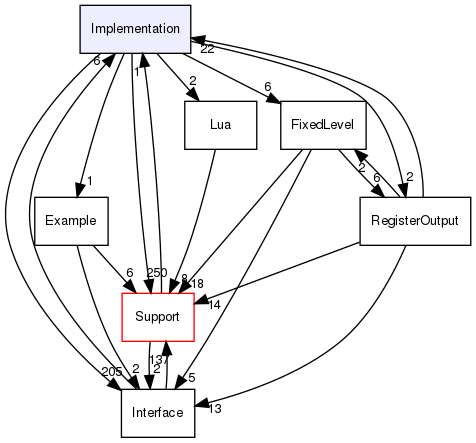 Implementation
22
6
1
2
6
Lua
FixedLevel
2
6
2
1
Example
RegisterOutput
6
250
8
18
14
Support
137
205
2
2
5
13
Interface